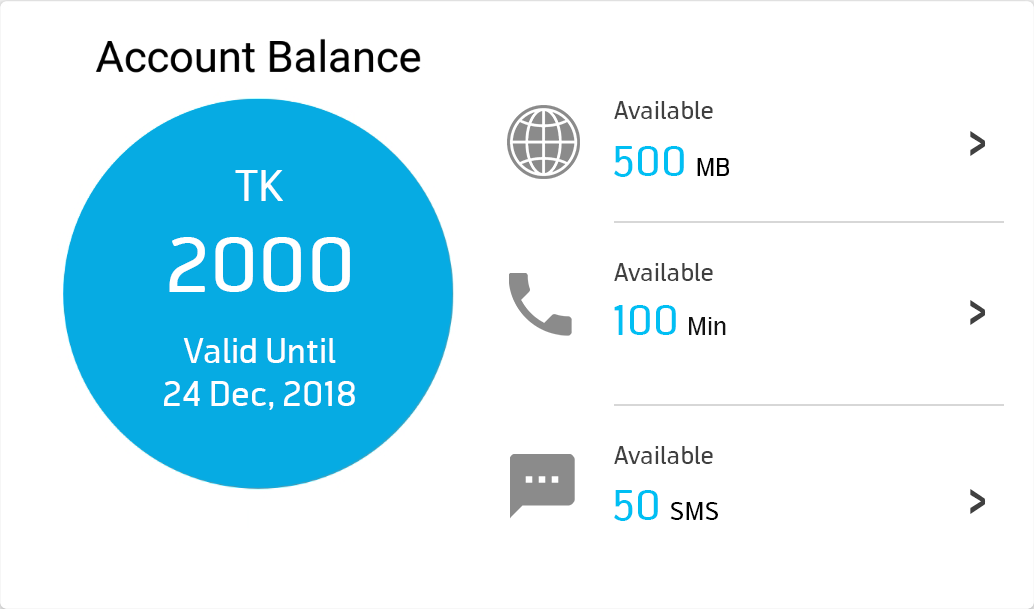 Account Balance
TK
2000
Valid Until
24 Dec, 2018
Available
500 MB
Available
100 Min
Available
50 SMS